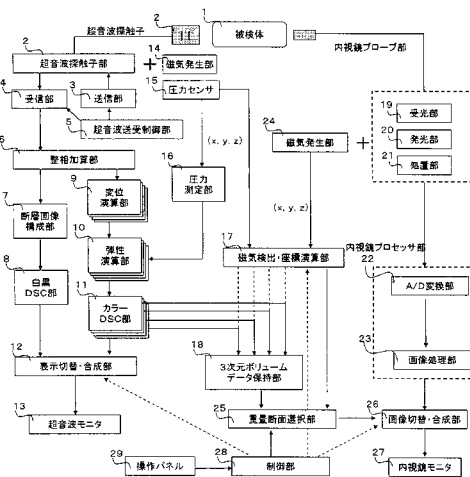 超音波探触子
2
1
被検体
内視鏡プローブ部
2
超音波探触子部
+
14
磁気発生部
15
圧力センサ
4
受信部
3
送信部
5
超音波送受制御部
19
受光部
20
発光部
21
処置部
24
磁気発生部
+
(x, y, z)
6
整相加算部
9
変位
演算部
16
圧力
測定部
(x, y, z)
7
断層画像
構成部
10
弾性
演算部
17
磁気検出・座標演算部
内視鏡プロセッサ部
22
A/D変換部
8
白黒
DSC部
11
カラー
DSC部
18
3次元ボリューム
データ保持部
23
画像処理部
12
表示切替・合成部
25
重畳断面選択部
26
画像切替・合成部
13
超音波モニタ
29
操作パネル
28
制御部
27
内視鏡モニタ